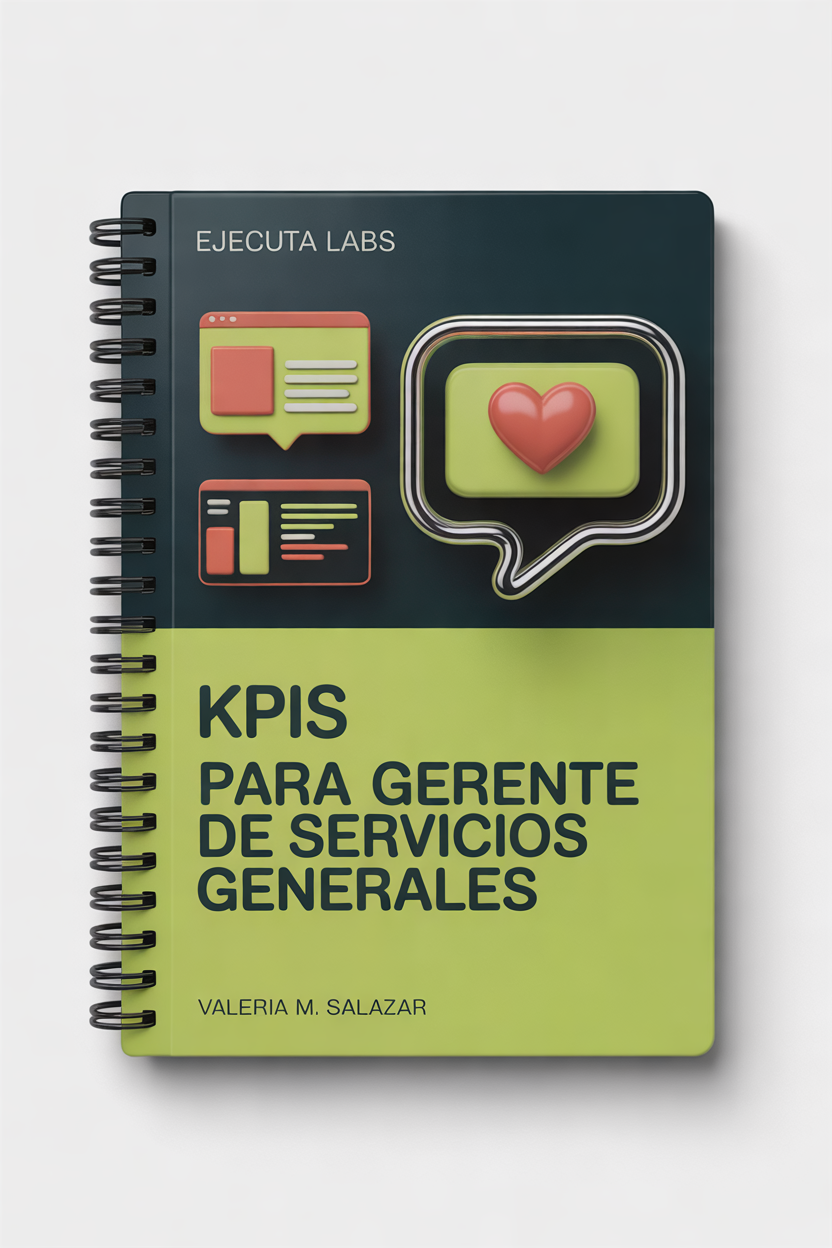 EJECUTA LABS
KPIS
PARA GERENTE
DE SERVICIOS
GENERALES
VALERIA M. SALAZAR